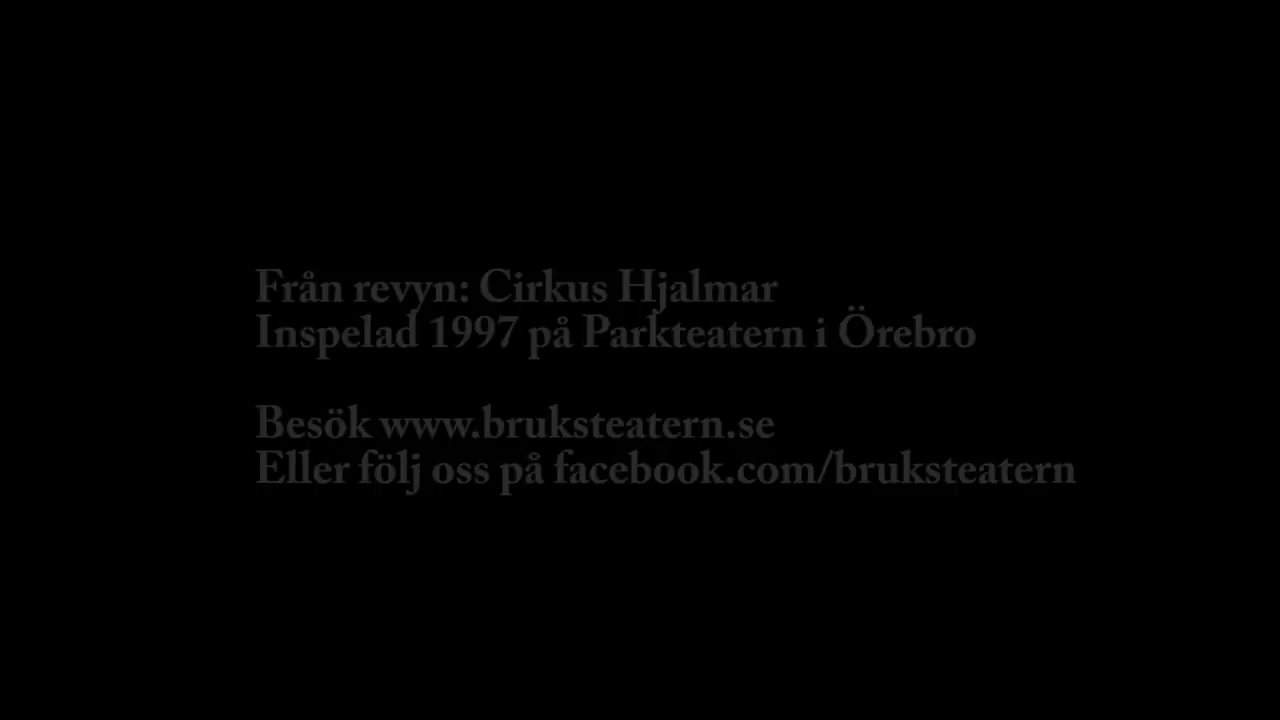 Från revyn: Cirkus Hjalmar
Inspelad 1997 på Parkteatern i Örebro
Besök www.bruksteatern.se
Eller följ oss på facebook.com/bruksteatern